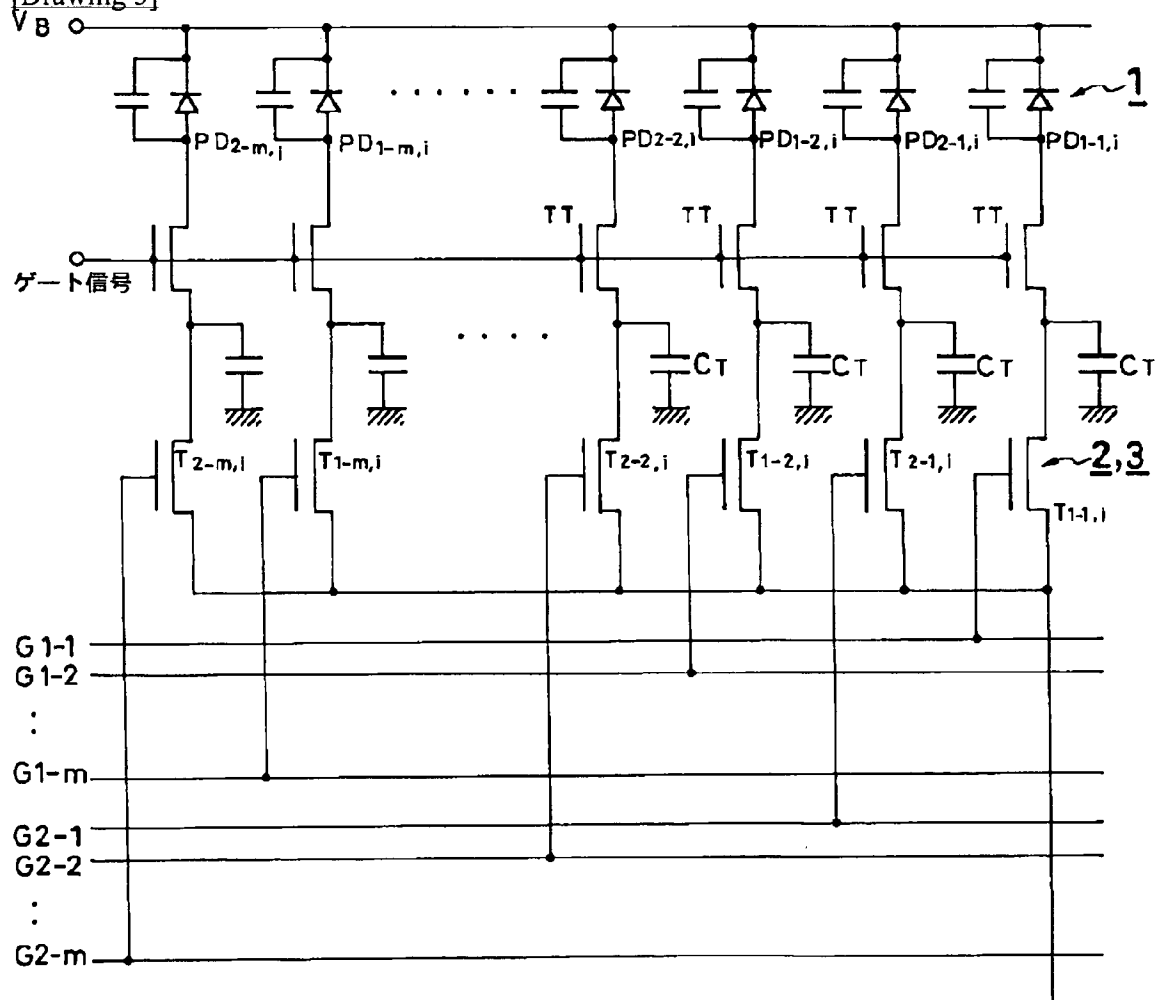 [Drawing 5]
VB
1
PD2-m,i PD1-m,i PD2-2,i PD1-2,i PD2-1,i PD1-1,i
TT TT TT TT
ゲート信号
CT CT CT CT
T2-m,i T1-m,i T2-2,i T1-2,i T2-1,i 2,3
T1-1,i
G1-1
G1-2
G1-m
G2-1
G2-2
G2-m